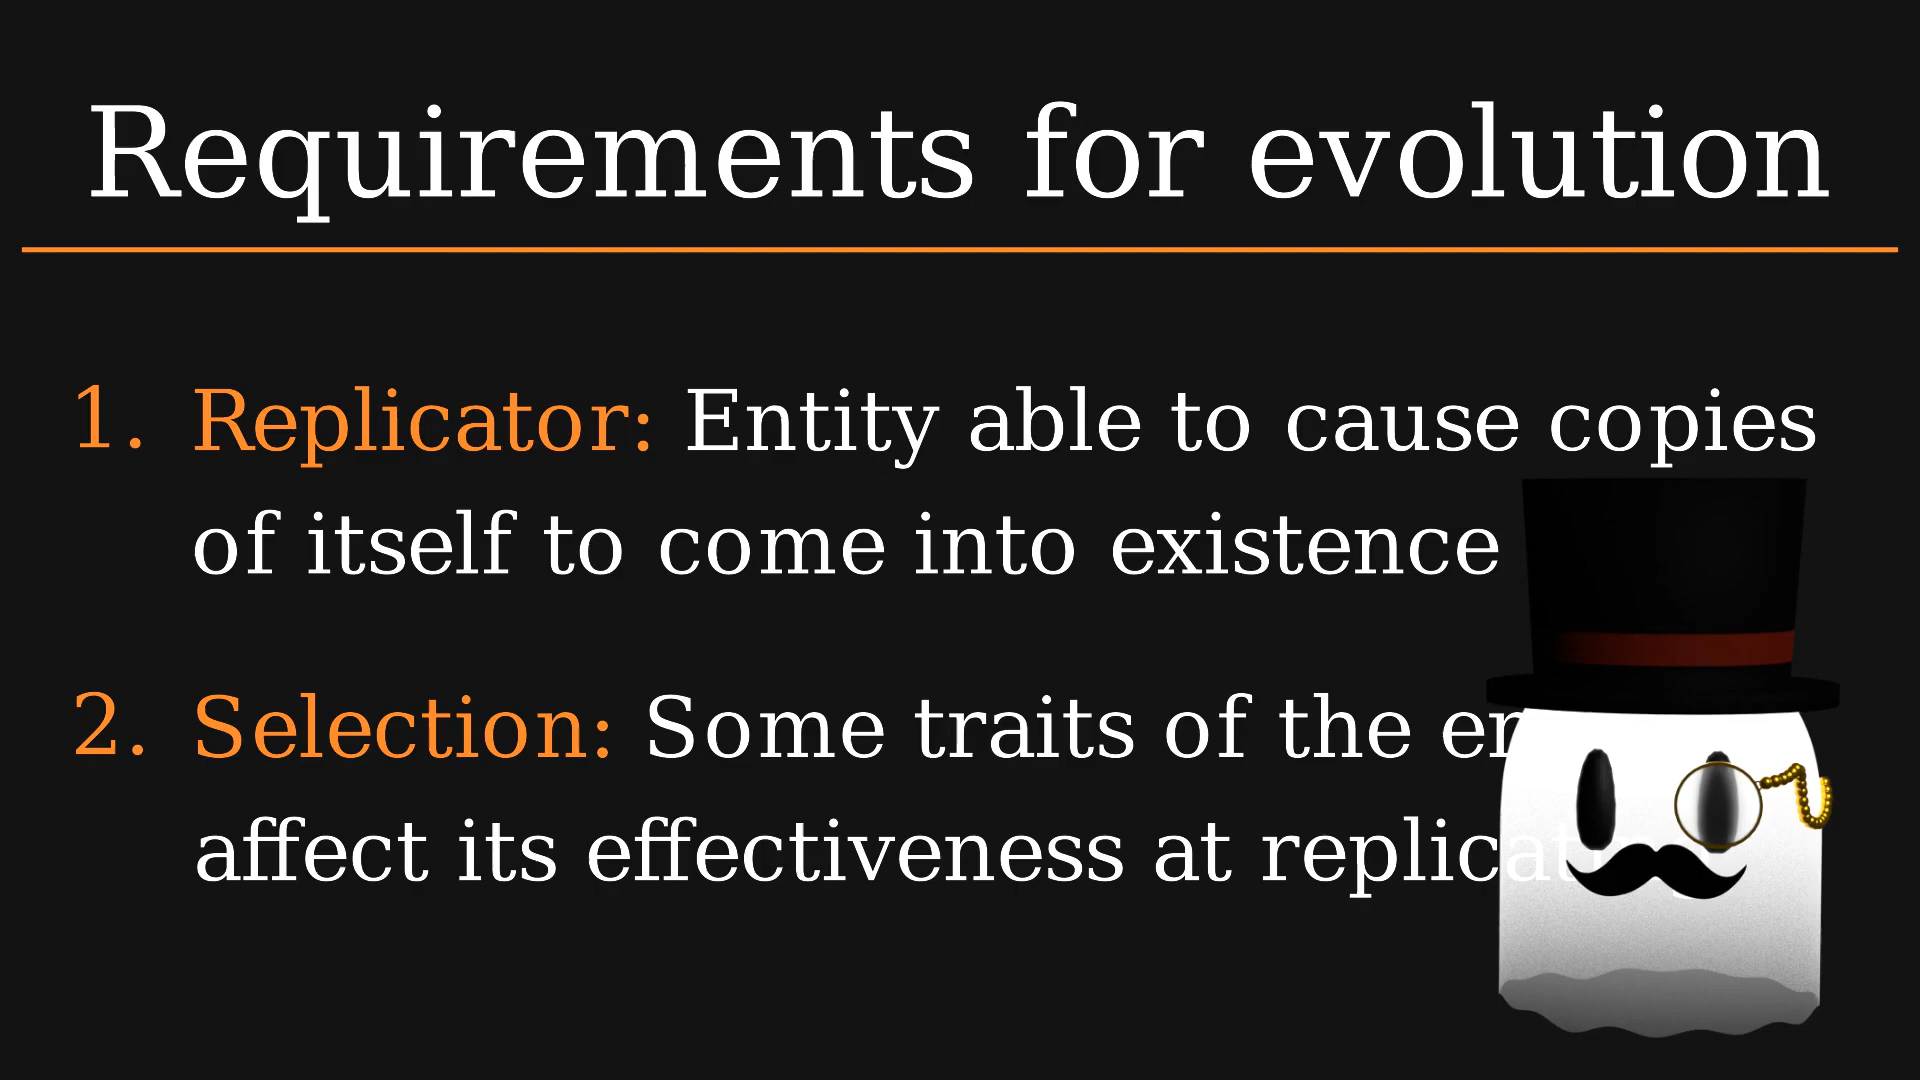 Requirements for evolution
1. Replicator: Entity able to cause copies
of itself to come into existence
2. Selection: Some traits of the
affect its effectiveness at